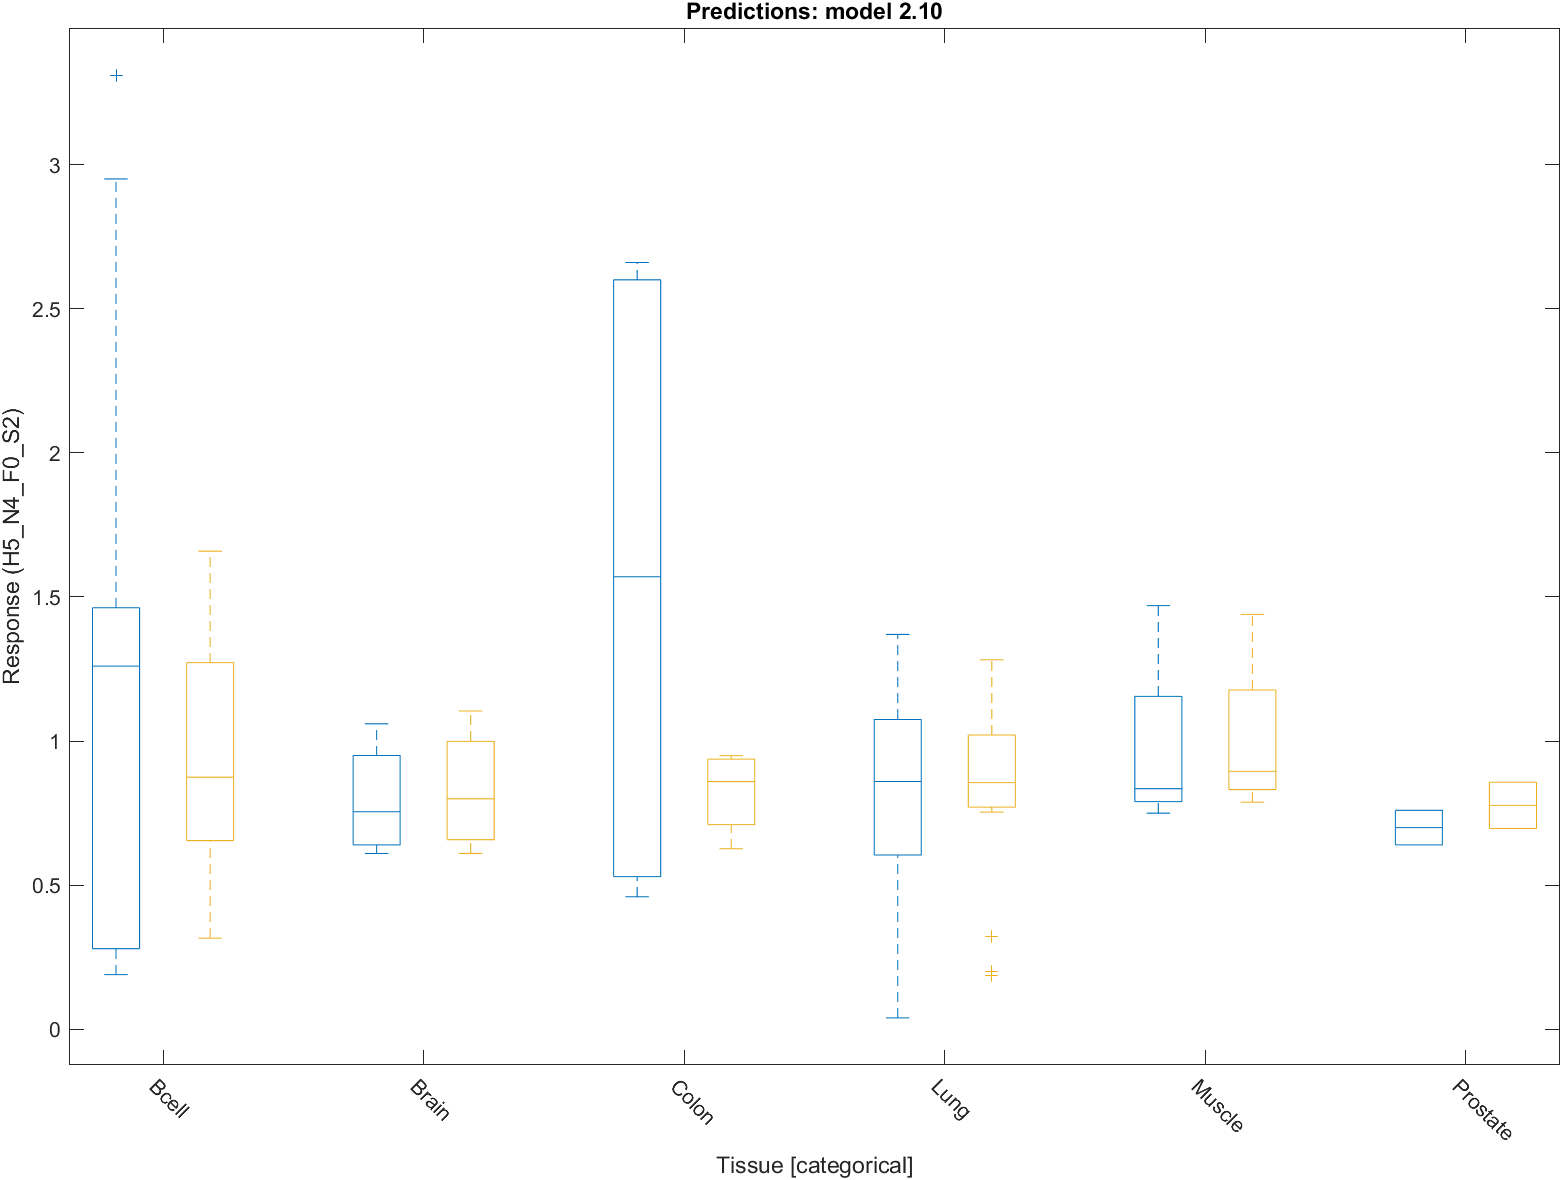 Predictions: model 2.10
Response (H5_N4_F0_S2)
3
2.5
2
1.5
1
0.5
0
Bcell
Brain
Colon
Lung
Muscle
Prostate
Tissue [categorical]